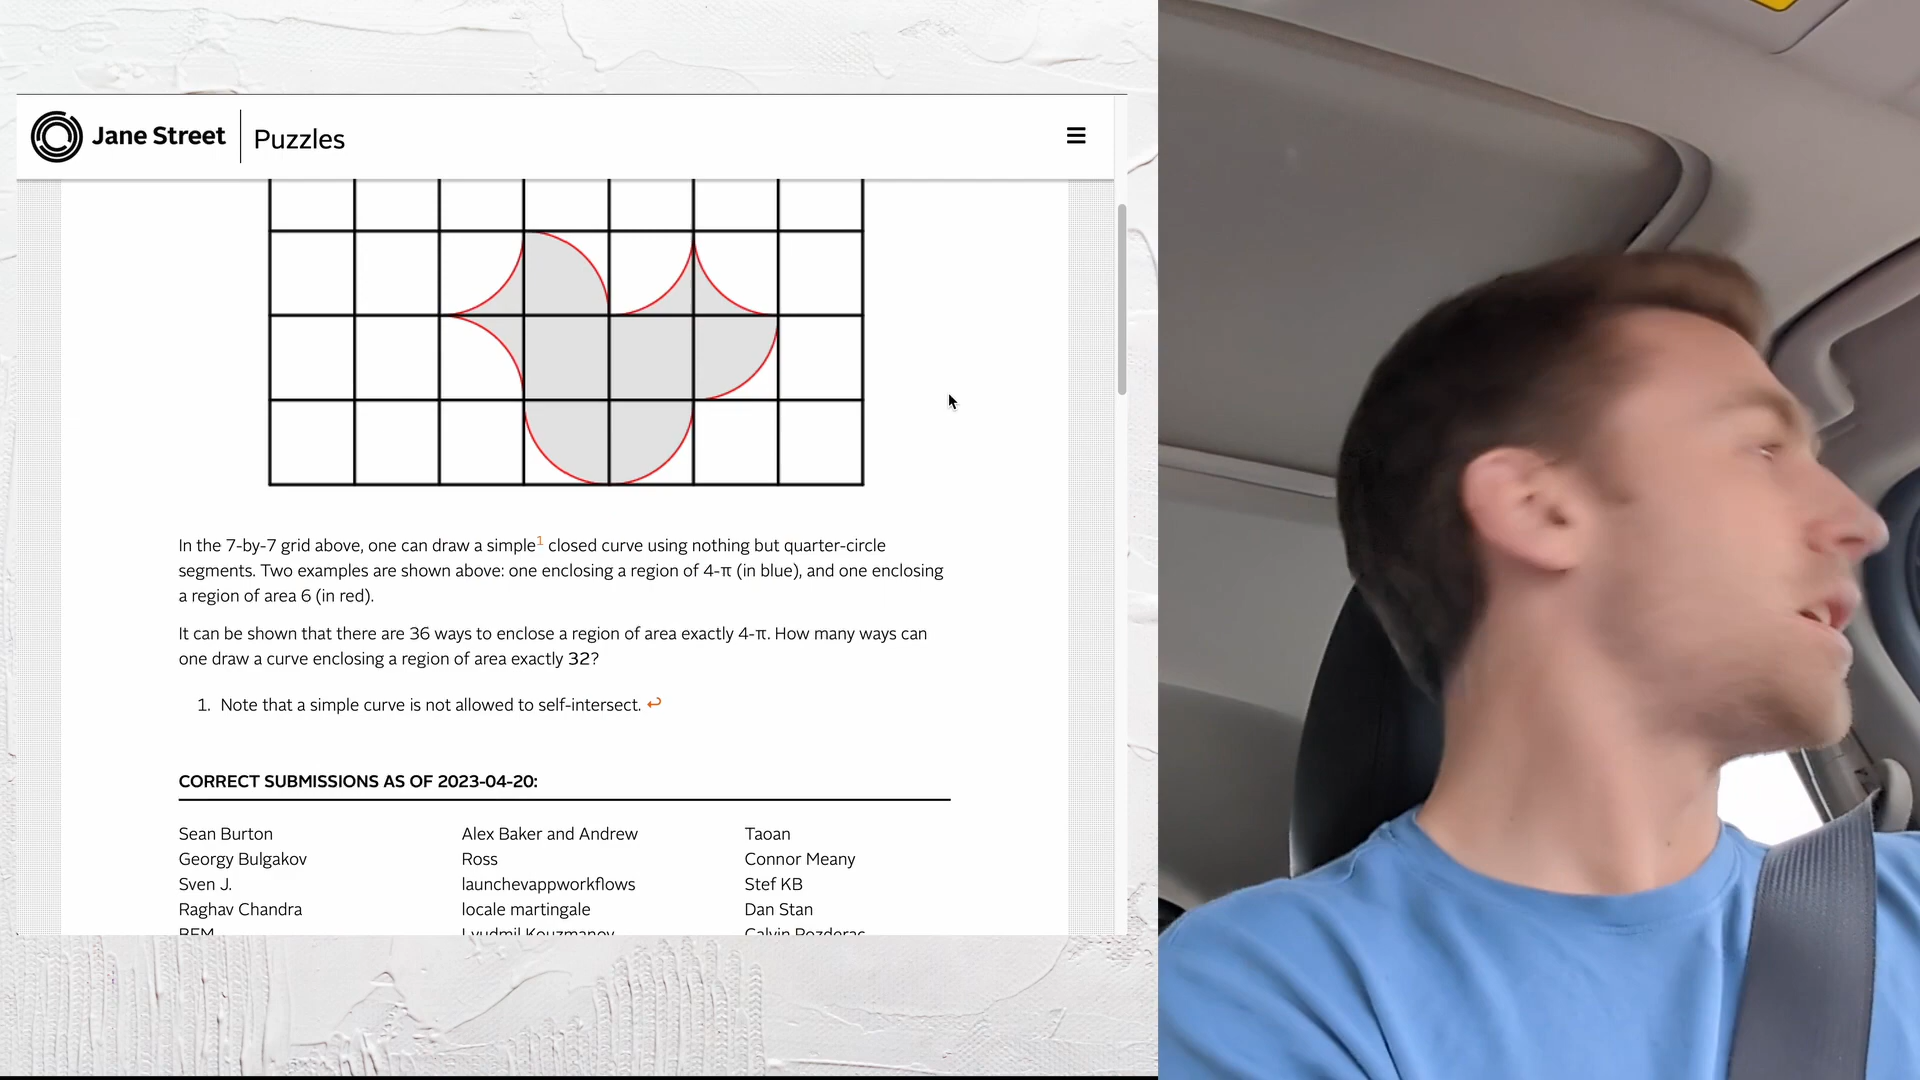 Jane Street | Puzzles
In the 7-by-7 grid above, one can draw a simple1 closed curve using nothing but quarter-circle
segments. Two examples are shown above: one enclosing a region of 4-π (in blue), and one enclosing
a region of area 6 (in red).
It can be shown that there are 36 ways to enclose a region of area exactly 4-π. How many ways can
one draw a curve enclosing a region of area exactly 32?
1. Note that a simple curve is not allowed to self-intersect. ↩
CORRECT SUBMISSIONS AS OF 2023-04-20:
Sean Burton
Georgy Bulgakov
Sven J.
Raghav Chandra
Alex Baker and Andrew
Ross
launchevappworkflows
locale martingale
Taoan
Connor Meany
Stef KB
Dan Stan